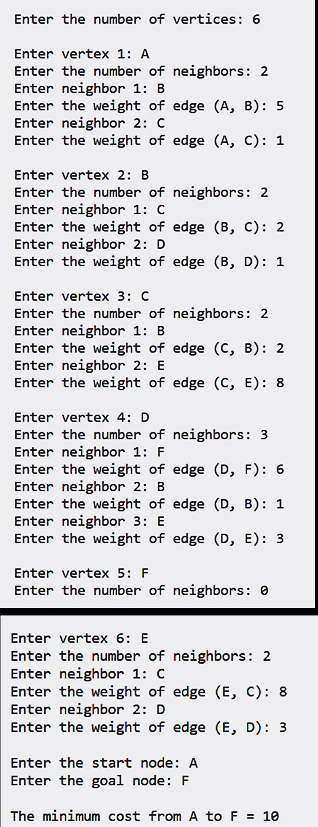 Enter the number of vertices: 6
Enter vertex 1: A
Enter the number of neighbors: 2
Enter neighbor 1: B
Enter the weight of edge (A, B): 5
Enter neighbor 2: C
Enter the weight of edge (A, C): 1
Enter vertex 2: B
Enter the number of neighbors: 2
Enter neighbor 1: C
Enter the weight of edge (B, C): 2
Enter neighbor 2: D
Enter the weight of edge (B, D): 1
Enter vertex 3: C
Enter the number of neighbors: 2
Enter neighbor 1: B
Enter the weight of edge (C, B): 2
Enter neighbor 2: E
Enter the weight of edge (C, E): 8
Enter vertex 4: D
Enter the number of neighbors: 3
Enter neighbor 1: F
Enter the weight of edge (D, F): 6
Enter neighbor 2: B
Enter the weight of edge (D, B): 1
Enter neighbor 3: E
Enter the weight of edge (D, E): 3
Enter vertex 5: F
Enter the number of neighbors: 0
Enter vertex 6: E
Enter the number of neighbors: 2
Enter neighbor 1: C
Enter the weight of edge (E, C): 8
Enter neighbor 2: D
Enter the weight of edge (E, D): 3
Enter the start node: A
Enter the goal node: F
The minimum cost from A to F = 10